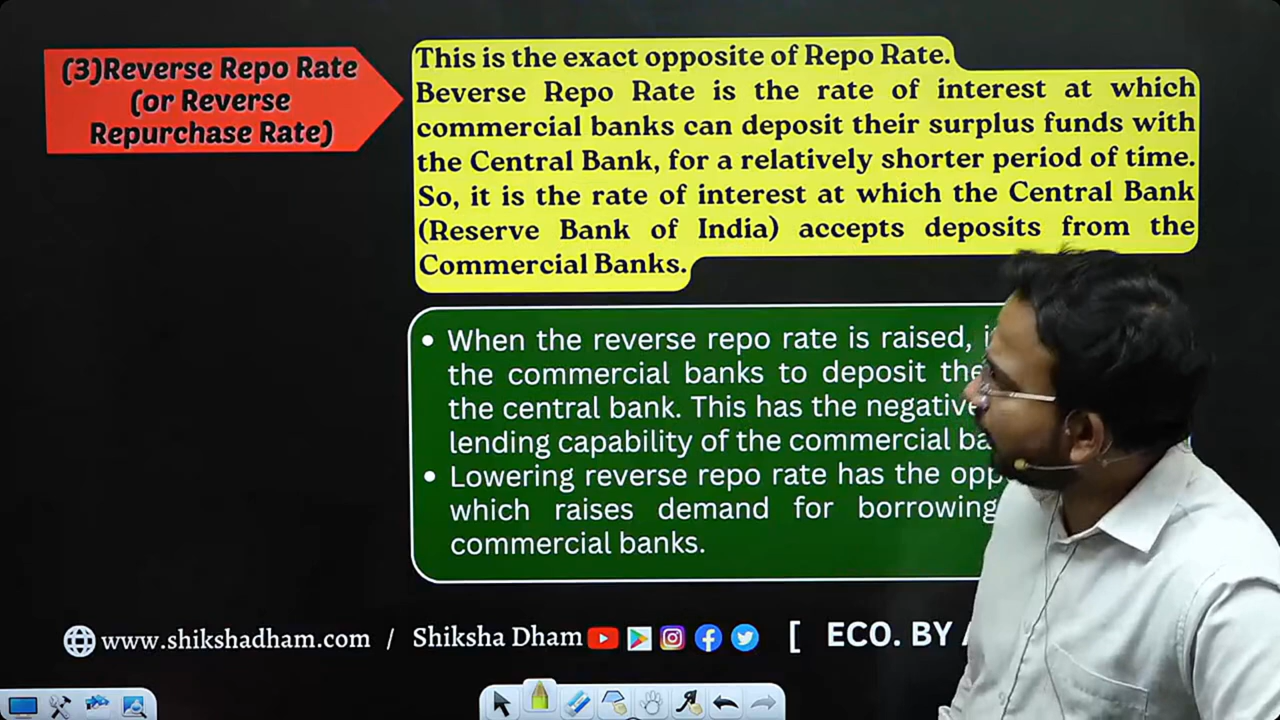 (3)Reverse Repo Rate
(or Reverse
Repurchase Rate)
This is the exact opposite of Repo Rate.
Beverse Repo Rate is the rate of interest at which
commercial banks can deposit their surplus funds with
the Central Bank, for a relatively shorter period of time.
So, it is the rate of interest at which the Central Bank
(Reserve Bank of India) accepts deposits from the
Commercial Banks.
• When the reverse repo rate is raised,
the commercial banks to deposit
the central bank. This has the negative
lending capability of the commercial
• Lowering reverse repo rate has the
which raises demand for borrowing
commercial banks.
www.shikshadham.com / Shiksha Dham [ ECO. BY